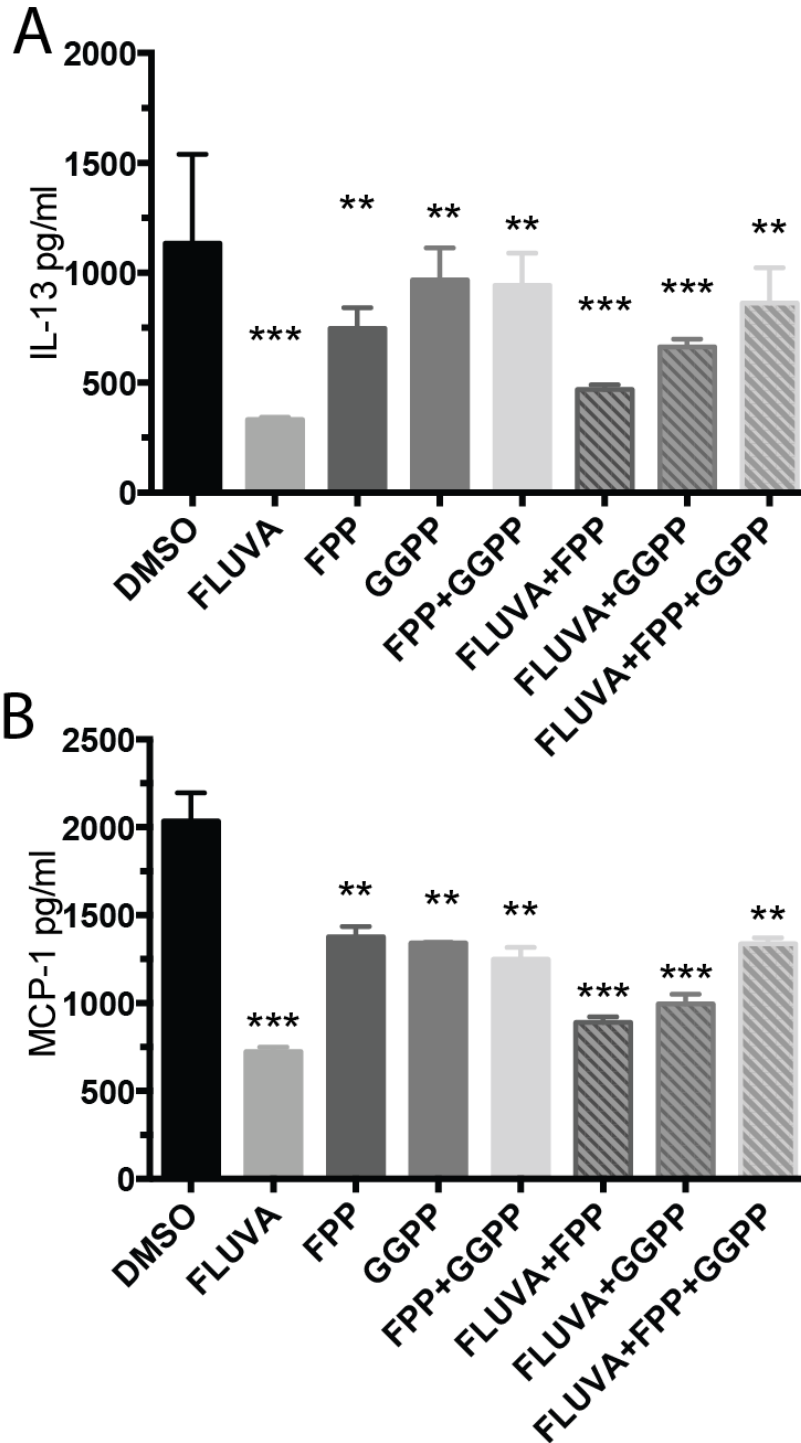 A
2000
1500
1000
500
0
IL-13 pg/ml
***
**
**
**
***
***
**
DMSO
FLUVA
FPP
GGPP
FPP+GGPP
FLUVA+FPP
FLUVA+GGPP
FLUVA+FPP+GGPP
B
2500
2000
1500
1000
500
0
MCP-1 pg/ml
***
**
**
**
***
***
**
DMSO
FLUVA
FPP
GGPP
FPP+GGPP
FLUVA+FPP
FLUVA+GGPP
FLUVA+FPP+GGPP